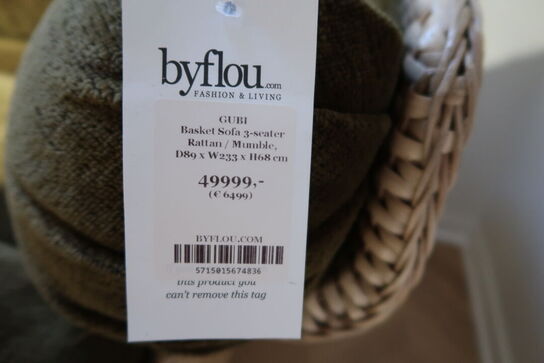 byflou.com
FASHION & LIVING
GUBI
Basket Sofa 3-seater
Rattan / Mumble,
D89 x W233 x H68 cm
49999,-
(€ 6499)
BYFLOU.COM
5715015674836
this product you
can't remove this tag